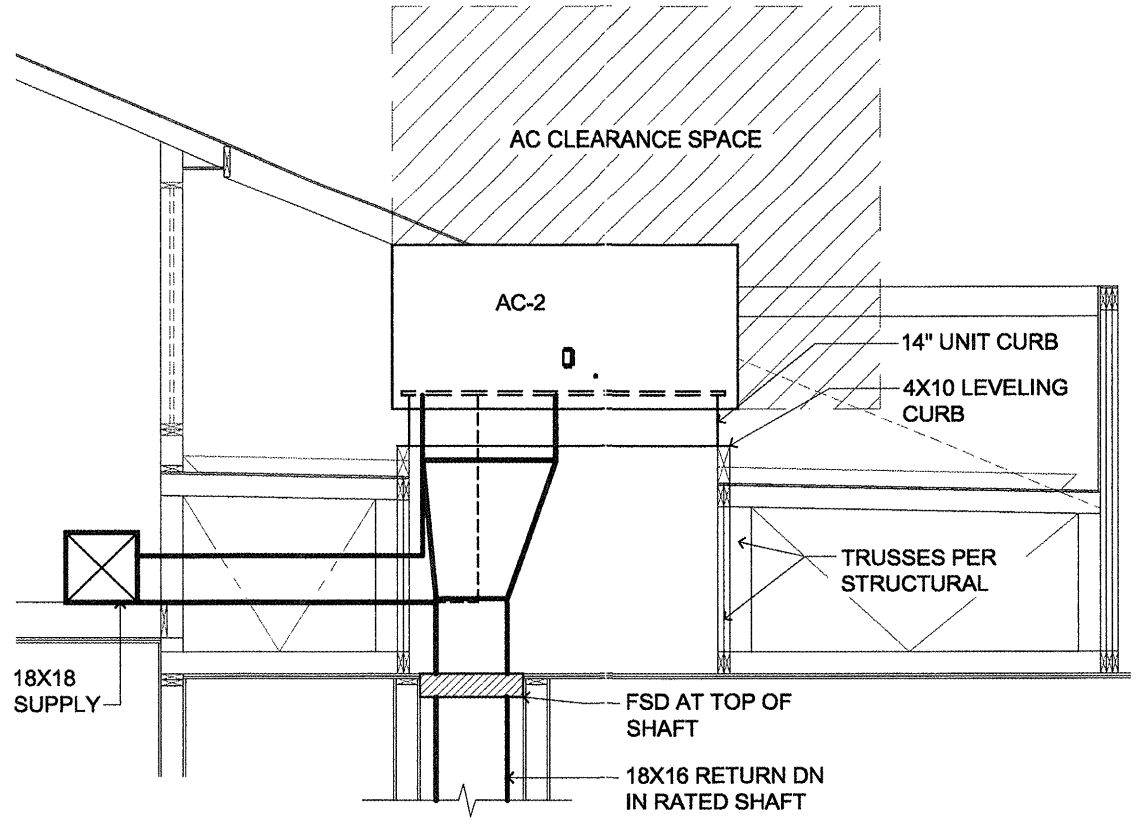 AC CLEARANCE SPACE
AC-2
14" UNIT CURB
4X10 LEVELING
CURB
TRUSSES PER
STRUCTURAL
18X18
SUPPLY
FSD AT TOP OF
SHAFT
18X16 RETURN DN
IN RATED SHAFT